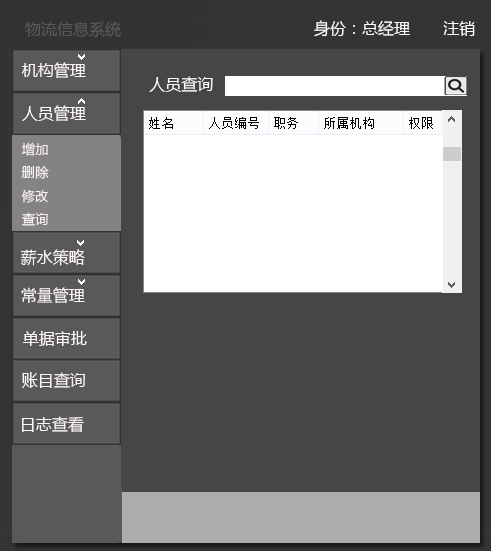 物流信息系统
身份：总经理 注销
机构管理
人员管理
增加
删除
修改
查询
薪水策略
常量管理
单据审批
账目查询
日志查看
人员查询
姓名 人员编号 职务 所属机构 权限